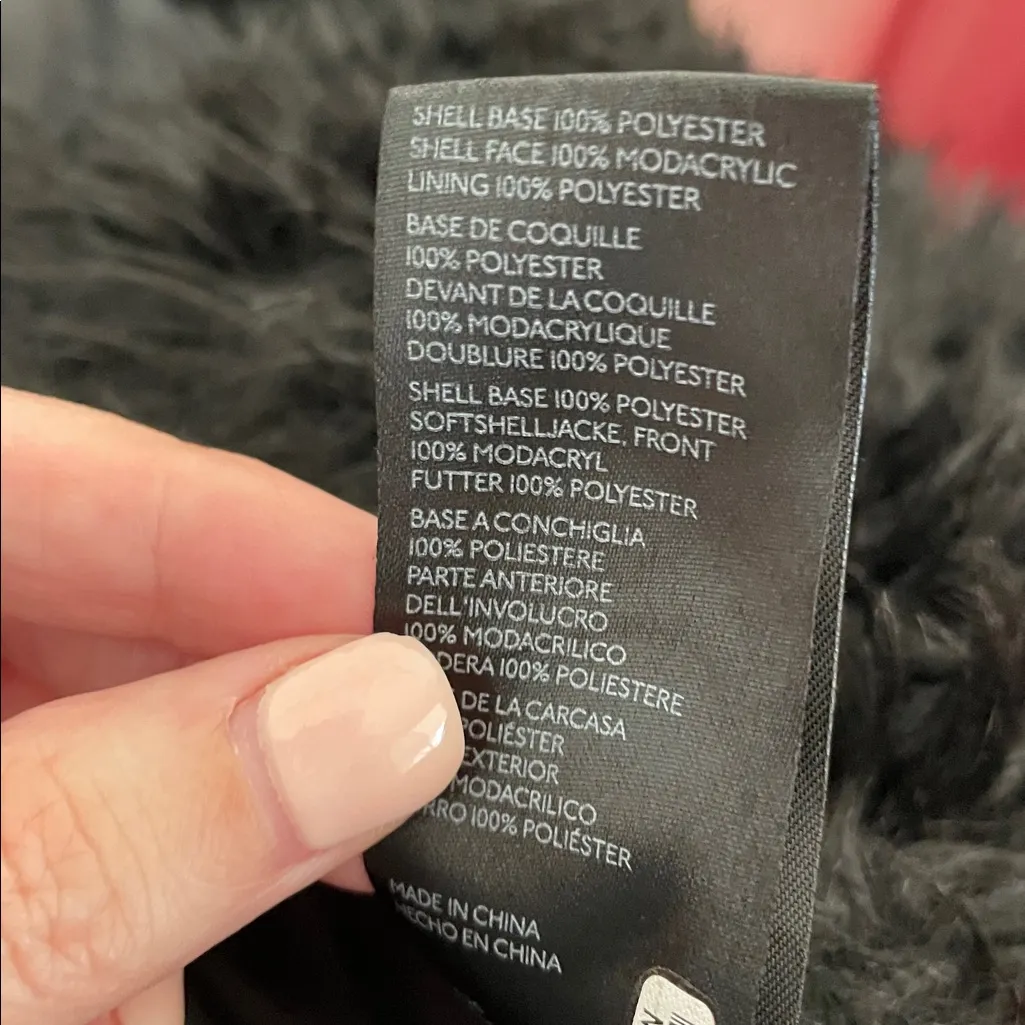 SHELL BASE 100% POLYESTER
SHELL FACE 100% MODACRYLIC
LINING 100% POLYESTER
BASE DE COQUILLE
100% POLYESTER
DEVANT DE LA COQUILLE
100% MODACRYLIQUE
DOUBLURE 100% POLYESTER
SHELL BASE 100% POLYESTER
SOFTSHELLJACKE, FRONT
100% MODACRYL
FUTTER 100% POLYESTER
BASE A CONCHIGLIA
100% POLIESTERE
PARTE ANTERIORE
DELL'INVOLUCRO
100% MODACRILICO
100% POLIESTERE
DE LA CARCASA
POLIÉSTER
EXTERIOR
MODACRILICO
100% POLIÉSTER
MADE IN CHINA
HECHO EN CHINA